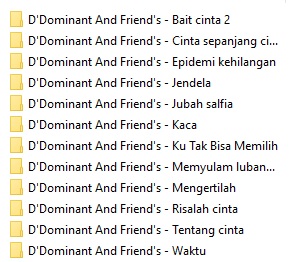 D'Dominant And Friend's - Bait cinta 2
D'Dominant And Friend's - Cinta sepanjang ci...
D'Dominant And Friend's - Epidemi kehilangan
D'Dominant And Friend's - Jendela
D'Dominant And Friend's - Jubah salfia
D'Dominant And Friend's - Kaca
D'Dominant And Friend's - Ku Tak Bisa Memilih
D'Dominant And Friend's - Memyulam luban...
D'Dominant And Friend's - Mengertilah
D'Dominant And Friend's - Risalah cinta
D'Dominant And Friend's - Tentang cinta
D'Dominant And Friend's - Waktu